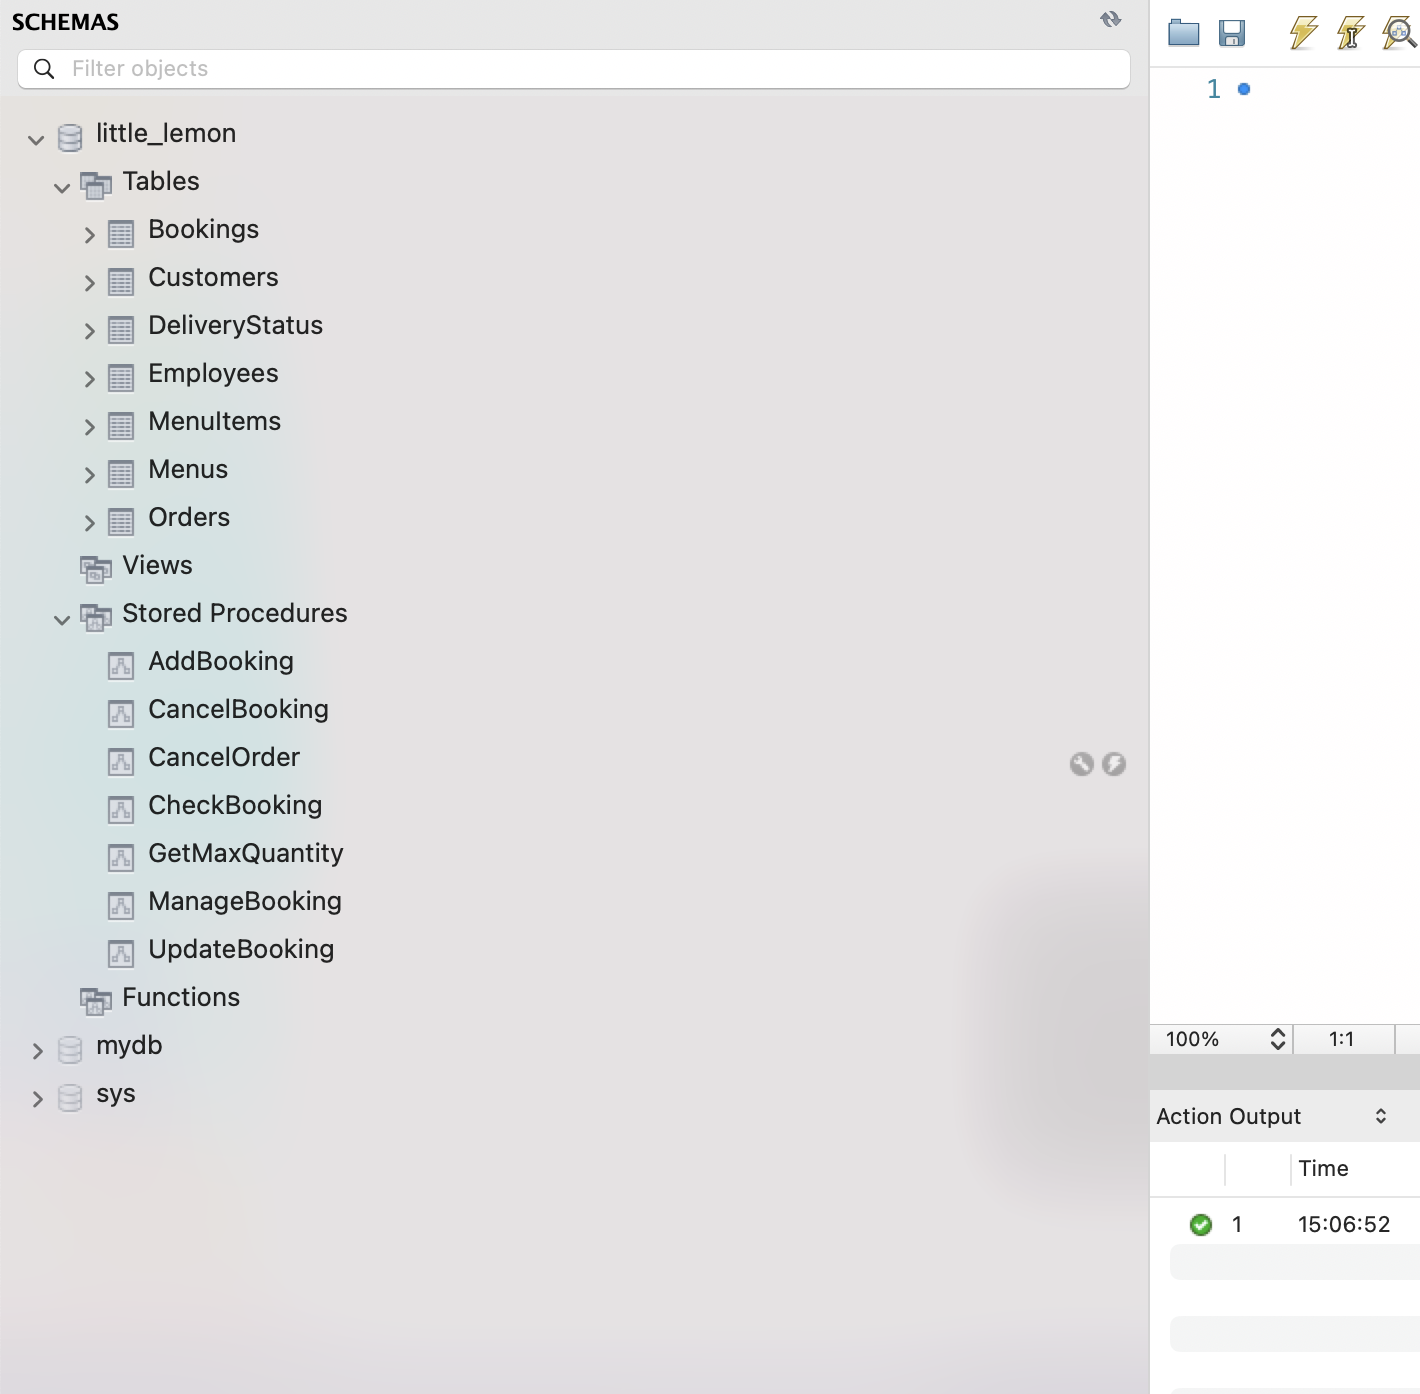 SCHEMAS
Filter objects
little_lemon
Tables
Bookings
Customers
DeliveryStatus
Employees
MenuItems
Menus
Orders
Views
Stored Procedures
AddBooking
CancelBooking
CancelOrder
CheckBooking
GetMaxQuantity
ManageBooking
UpdateBooking
Functions
mydb
sys
1
100% 1:1
Action Output
Time
1 15:06:52